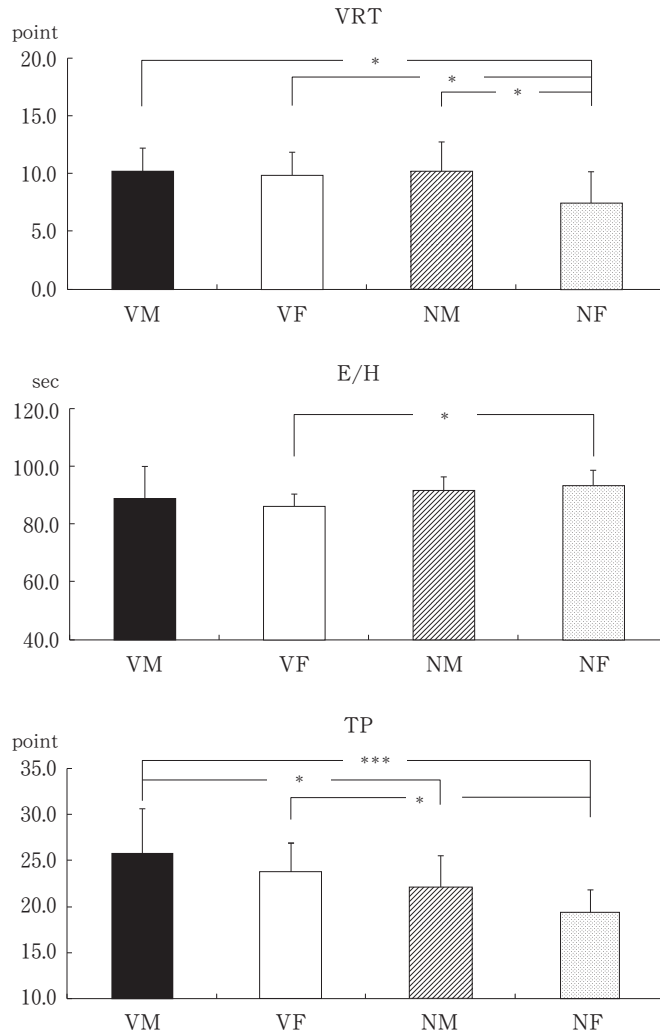 VRT
point
20.0
*
*
*
15.0
10.0
5.0
0.0
VM VF NM NF
E/H
sec
120.0
*
100.0
80.0
60.0
40.0
VM VF NM NF
TP
point
35.0
***
*
*
30.0
25.0
20.0
15.0
10.0
VM VF NM NF